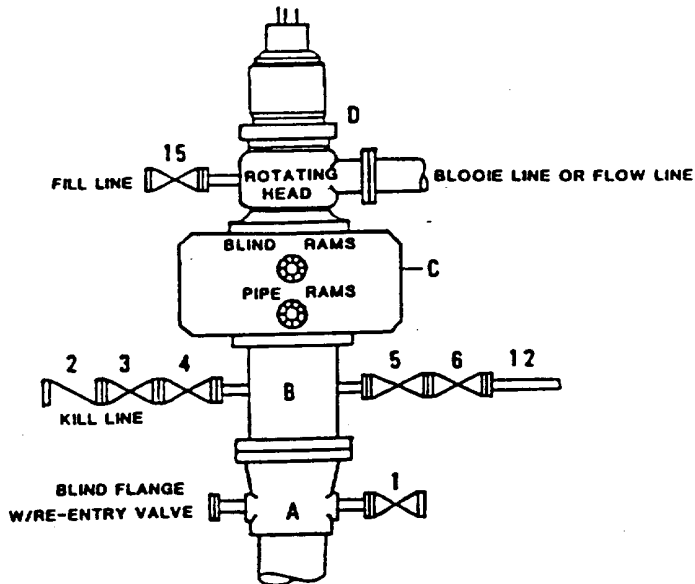 D
15
FILL LINE
ROTATING HEAD
BLOOIE LINE OR FLOW LINE
BLIND RAMS
C
PIPE RAMS
2 3 4
5 6 12
B
KILL LINE
BLIND FLANGE
W/RE-ENTRY VALVE
1
A